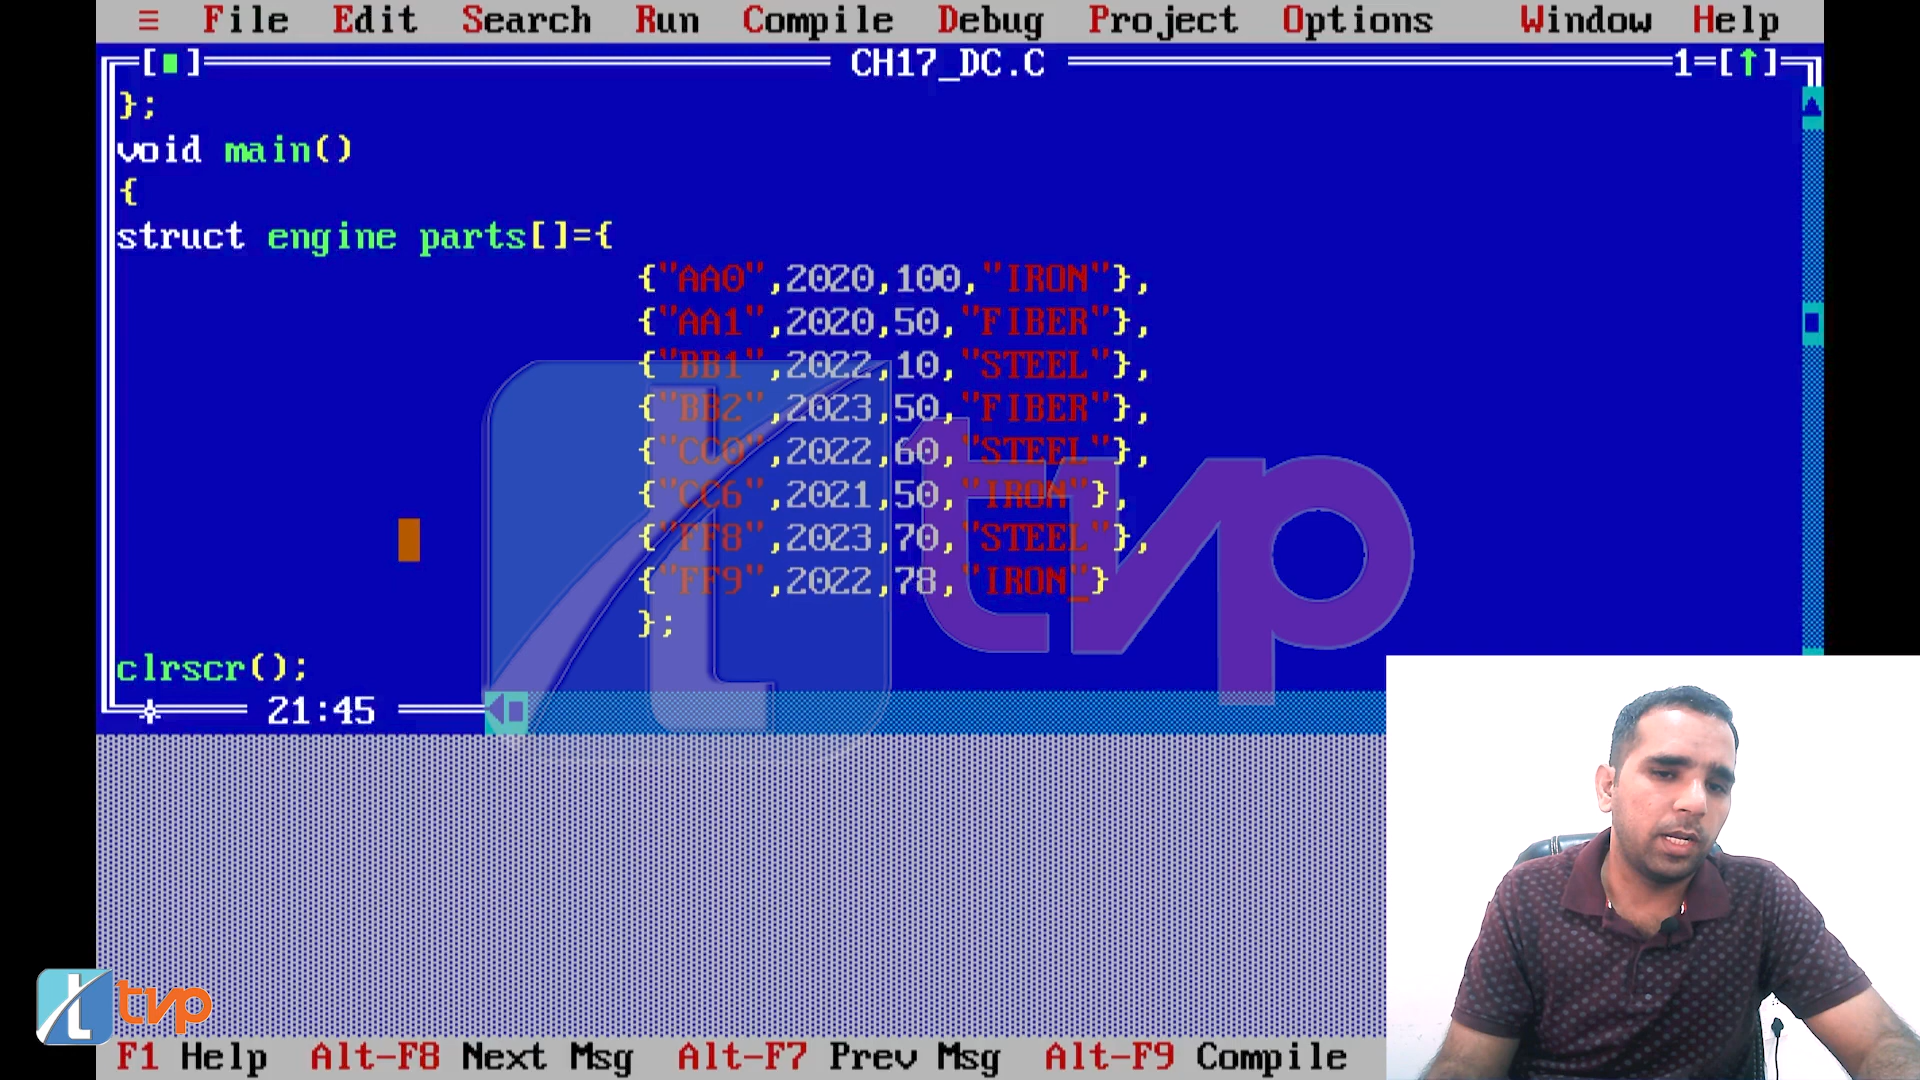 ≡ File Edit Search Run Compile Debug Project Options Window Help
[■] CH17_DC.C 1=[↑]
};
void main()
{
struct engine parts[]={
{"AA0",2020,100,"IRON"},
{"AA1",2020,50,"FIBER"},
{"BB1",2022,10,"STEEL"},
{"BB2",2023,50,"FIBER"},
{"CC0",2022,60,"STEEL"},
{"CC6",2021,50,"IRON"},
{"FF8",2023,70,"STEEL"},
{"FF9",2022,78,"IRON"}
};
clrscr();
21:45
tvp
tvp
F1 Help Alt-F8 Next Msg Alt-F7 Prev Msg Alt-F9 Compile